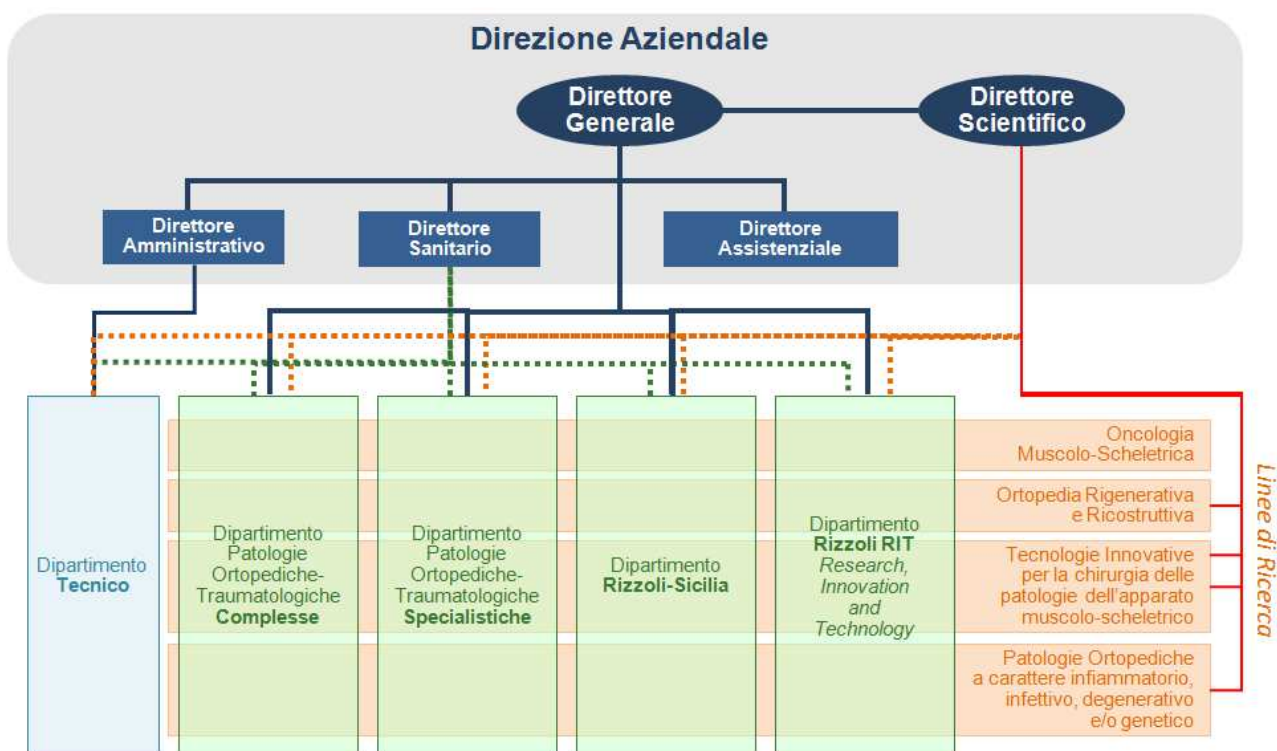 Direzione Aziendale
Direttore
Generale
Direttore
Scientifico
Direttore
Amministrativo
Direttore
Sanitario
Direttore
Assistenziale
Dipartimento
Tecnico
Dipartimento
Patologie
Ortopediche-
Traumatologiche
Complesse
Dipartimento
Patologie
Ortopediche-
Traumatologiche
Specialistiche
Dipartimento
Rizzoli-Sicilia
Dipartimento
Rizzoli RIT
Research,
Innovation
and
Technology
Oncologia
Muscolo-Scheletrica
Ortopedia Rigenerativa
e Ricostruttiva
Tecnologie Innovative
per la chirurgia delle
patologie dell'apparato
muscolo-scheletrico
Patologie Ortopediche
a carattere infiammatorio,
infettivo, degenerativo
e/o genetico
Linee di Ricerca